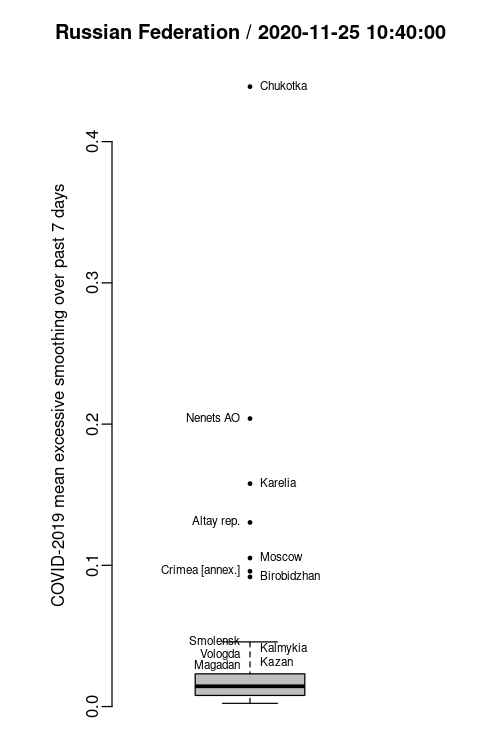 Russian Federation / 2020-11-25 10:40:00
COVID-2019 mean excessive smoothing over past 7 days
0.4
0.3
0.2
0.1
0.0
Chukotka
Nenets AO
Karelia
Altay rep.
Moscow
Crimea [annex.]
Birobidzhan
Smolensk
Kalmykia
Vologda
Kazan
Magadan